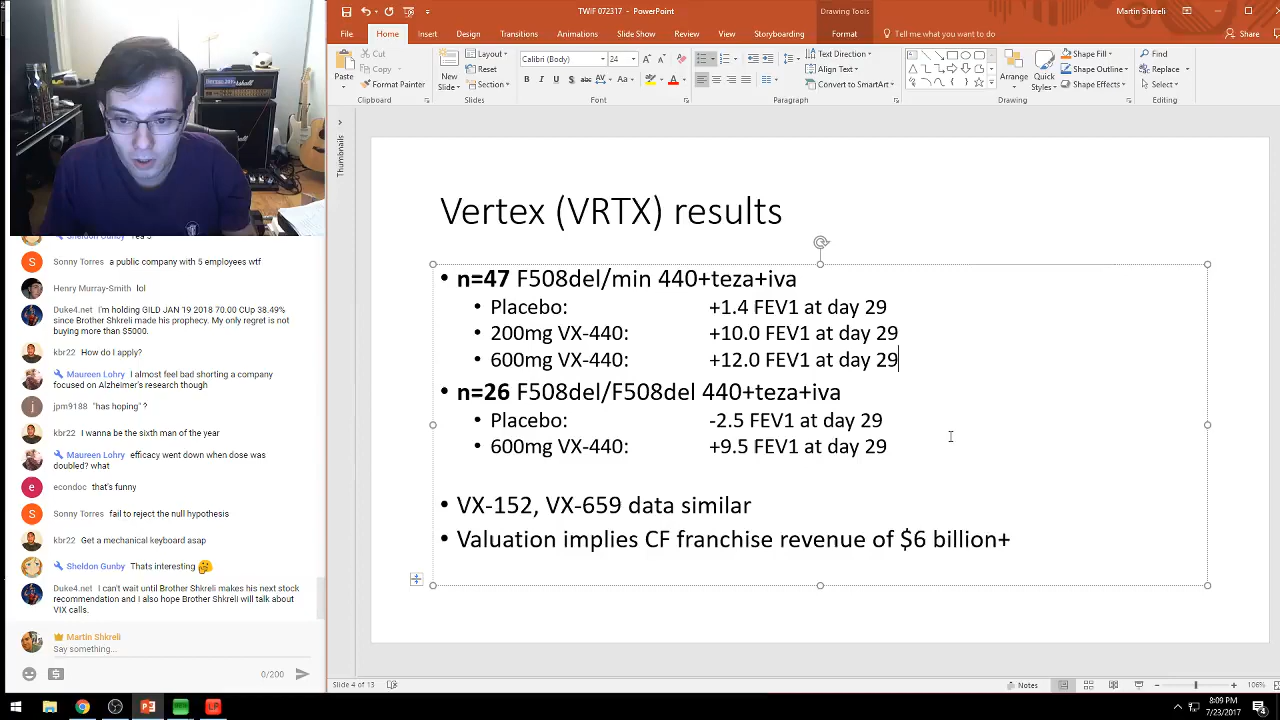 TWIF 072317 - PowerPoint
Drawing Tools
Martin Shkreli
File
Home
Insert
Design
Transitions
Animations
Slide Show
Review
View
Storyboarding
Format
Tell me what you want to do
Share
Paste
Cut
Copy
Format Painter
Clipboard
New
Slide
Layout
Reset
Section
Slides
Calibri (Body)
24
Font
Text Direction
Align Text
Convert to SmartArt
Paragraph
Arrange
Quick
Styles
Shape Fill
Shape Outline
Shape Effects
Drawing
Find
Replace
Select
Editing
Marshall
Thumbnails
Vertex (VRTX) results
• n=47 F508del/min 440+teza+iva
• Placebo: +1.4 FEV1 at day 29
• 200mg VX-440: +10.0 FEV1 at day 29
• 600mg VX-440: +12.0 FEV1 at day 29
• n=26 F508del/F508del 440+teza+iva
• Placebo: -2.5 FEV1 at day 29
• 600mg VX-440: +9.5 FEV1 at day 29
• VX-152, VX-659 data similar
• Valuation implies CF franchise revenue of $6 billion+
Sheldon Gunby
Sonny Torres a public company with 5 employees wtf
Henry Murray-Smith lol
Duke4.net I'm holding GILD JAN 19 2018 70.00 CUp 38.49%
since Brother Shkreli made his prophecy. My only regret is not
buying more than $5000.
kbr22 How do I apply?
Maureen Lohry I almost feel bad shorting a company
focused on Alzheimer's research though
jpm9188 "has hoping" ?
kbr22 I wanna be the sixth man of the year
Maureen Lohry efficacy went down when dose was
doubled? what
econdoc that's funny
Sonny Torres fail to reject the null hypothesis
kbr22 Get a mechanical keyboard asap
Sheldon Gunby Thats interesting 🤔
Duke4.net I can't wait until Brother Shkreli makes his next stock
recommendation and I also hope Brother Shkreli will talk about
VIX calls.
Martin Shkreli
Say something...
0/200
Slide 4 of 13
Notes
106%
8:09 PM
7/23/2017